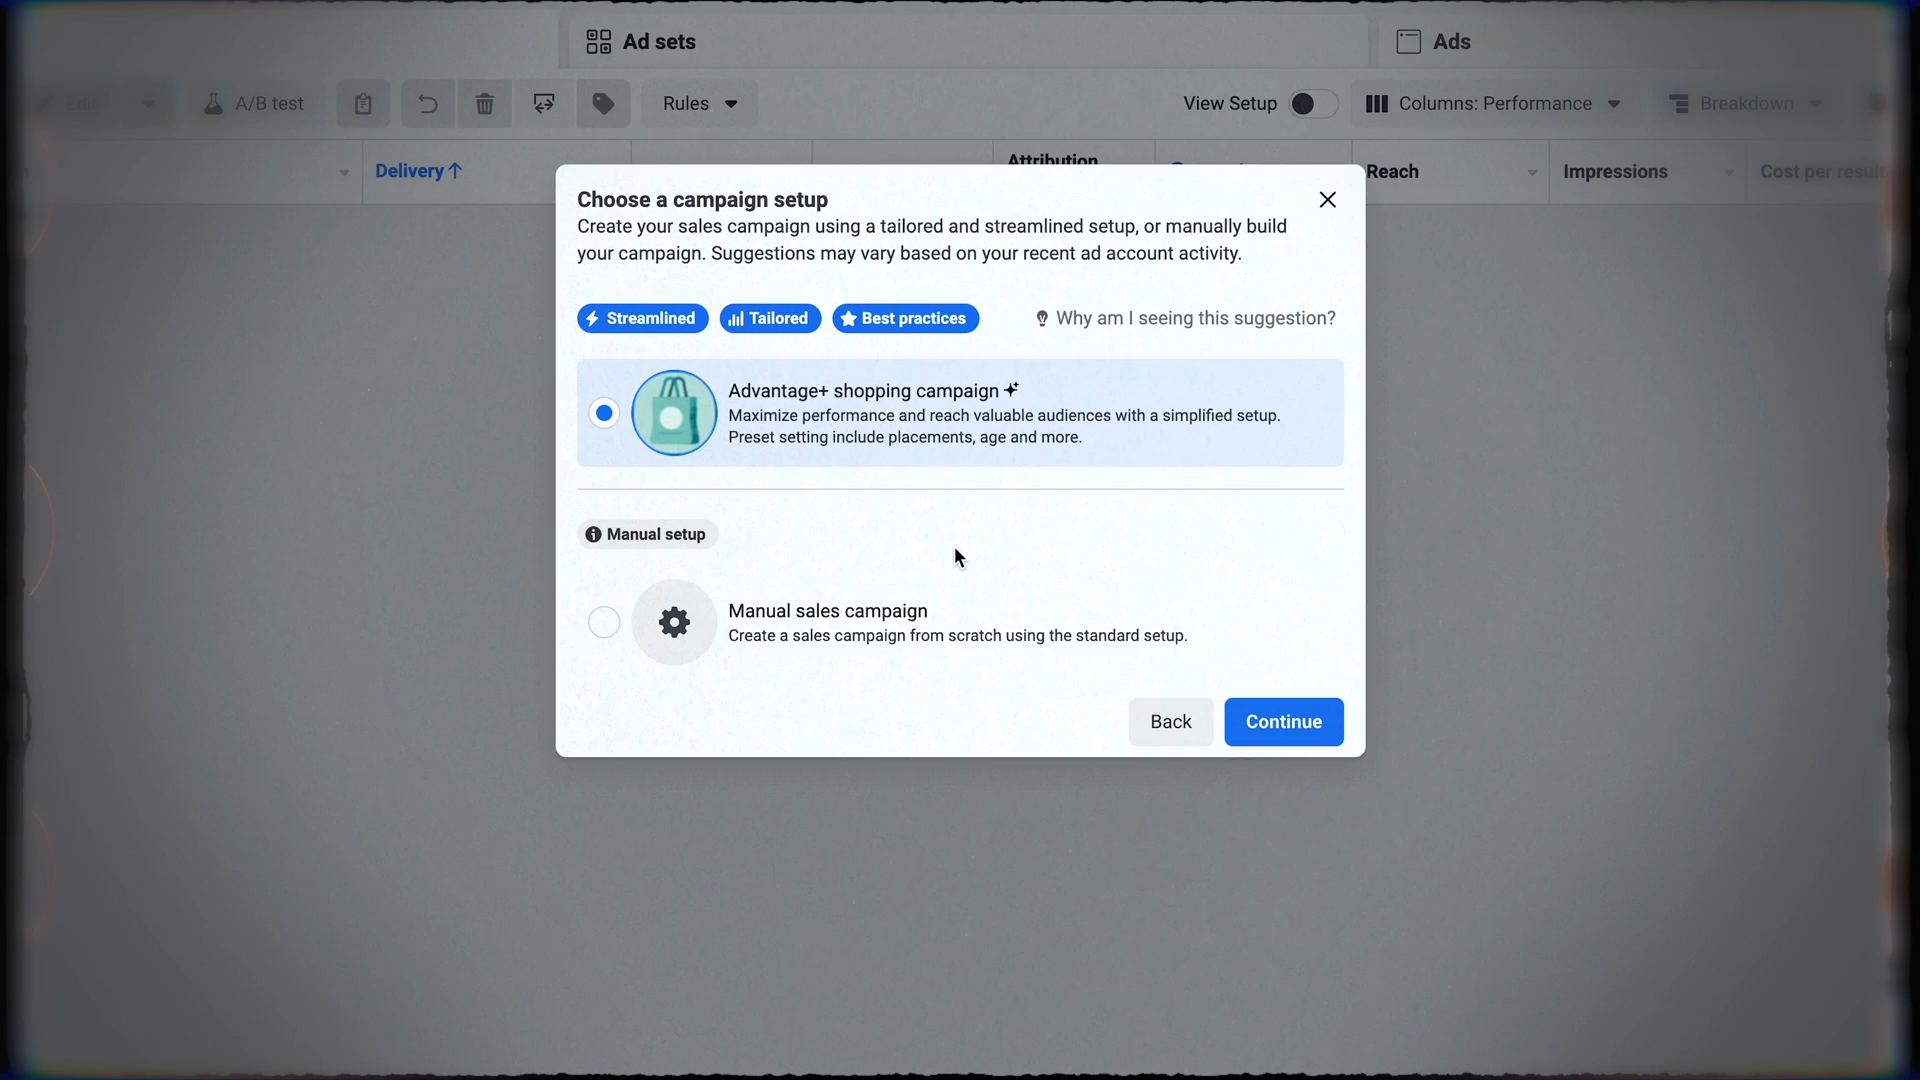 Ad sets
Ads
Edit
A/B test
Rules
View Setup
Columns: Performance
Breakdown
Delivery↑
Attribution
Reach
Impressions
Cost per result
Choose a campaign setup
Create your sales campaign using a tailored and streamlined setup, or manually build
your campaign. Suggestions may vary based on your recent ad account activity.
Streamlined
Tailored
Best practices
Why am I seeing this suggestion?
Advantage+ shopping campaign
Maximize performance and reach valuable audiences with a simplified setup.
Preset setting include placements, age and more.
Manual setup
Manual sales campaign
Create a sales campaign from scratch using the standard setup.
Back
Continue